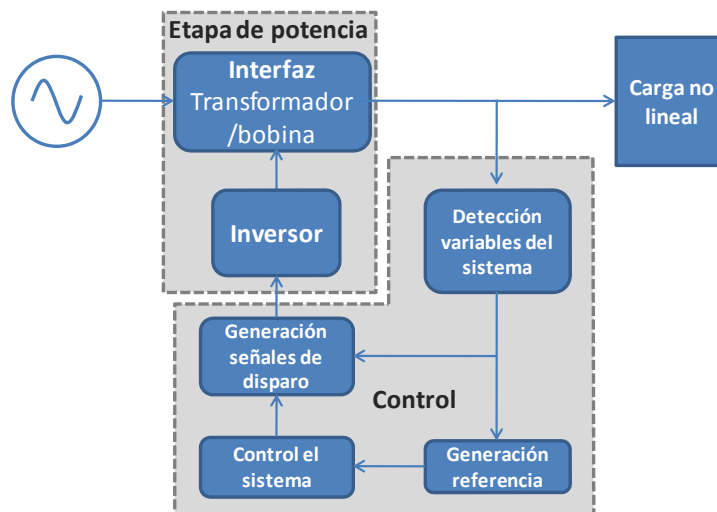 Etapa de potencia
Interfaz
Transformador
/bobina
Carga no
lineal
Inversor
Detección
variables del
sistema
Generación
señales de
disparo
Control
Control el
sistema
Generación
referencia